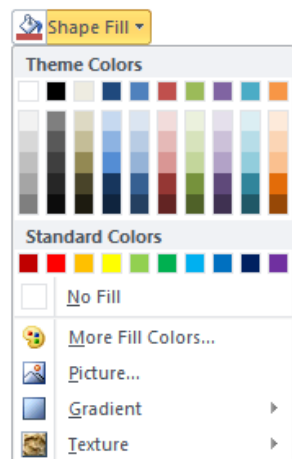 Shape Fill
Theme Colors
Standard Colors
No Fill
More Fill Colors...
Picture...
Gradient
Texture